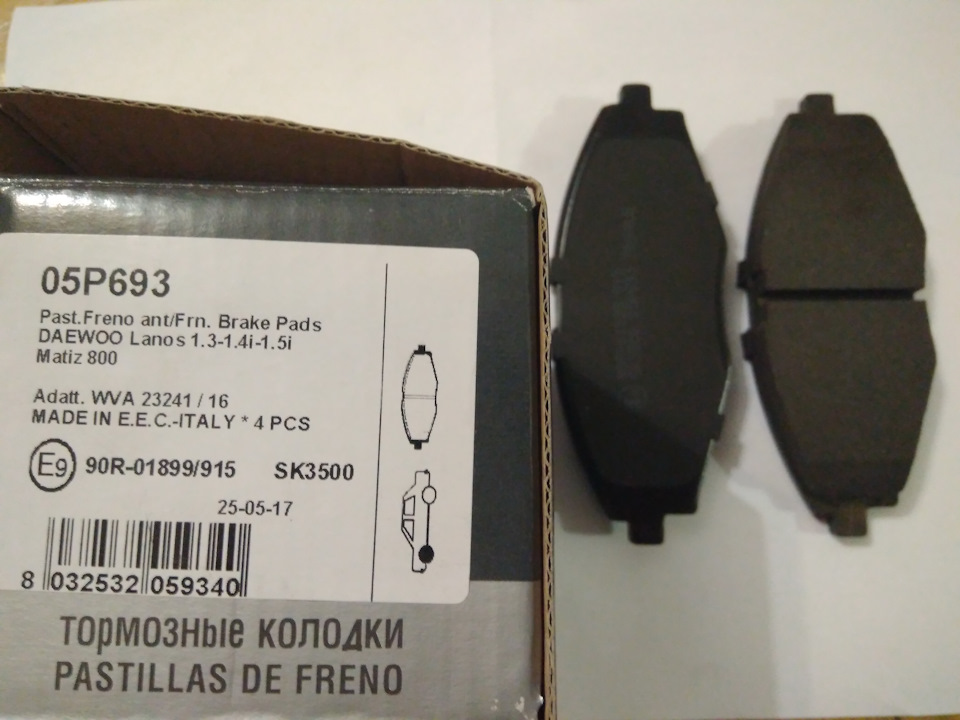 05P693
Past.Freno ant/Frn. Brake Pads
DAEWOO Lanos 1.3-1.4i-1.5i
Matiz 800
Adatt. WVA 23241 / 16
MADE IN E.E.C.-ITALY * 4 PCS
E9 90R-01899/915 SK3500
25-05-17
8 032532 059340
ТОРМОЗНЫЕ КОЛОДКИ
PASTILLAS DE FRENO